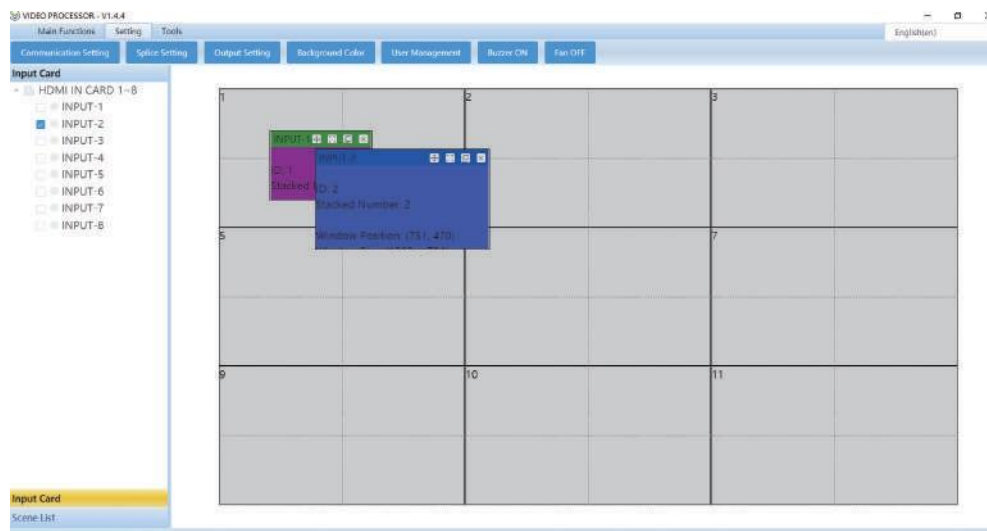 VIDEO PROCESSOR - V1.4.4
Main Functions Setting Tools
English(en)
Communication Setting Splice Setting Output Setting Background Color User Management Buzzer ON Fan OFF
Input Card
HDMI IN CARD 1~8
INPUT-1
INPUT-2
INPUT-3
INPUT-4
INPUT-5
INPUT-6
INPUT-7
INPUT-8
1 2 3
INPUT-1
ID: 1
Stacked
INPUT-2
ID: 2
Stacked Number: 2
Window Position: (751, 470)
5 7
9 10 11
Input Card
Scene List